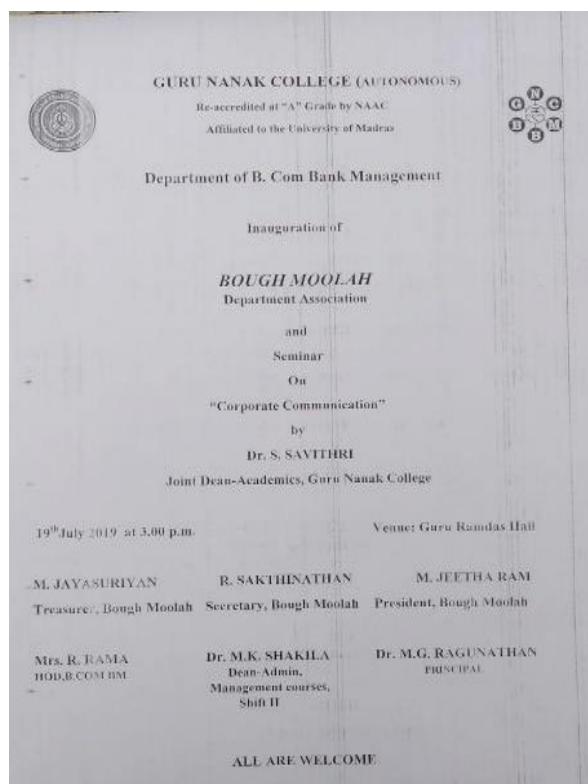 GURU NANAK COLLEGE (AUTONOMOUS)
Re-accredited at "A" Grade by NAAC
Affiliated to the University of Madras
G N C B B M
Department of B. Com Bank Management
Inauguration of
BOUGH MOOLAH
Department Association
and
Seminar
On
"Corporate Communication"
by
Dr. S. SAVITHRI
Joint Dean-Academics, Guru Nanak College
19th July 2019 at 3.00 p.m.
Venue: Guru Ramdas Hall
M. JAYASURIYAN R. SAKTHINATHAN M. JEETHA RAM
Treasurer, Bough Moolah Secretary, Bough Moolah President, Bough Moolah
Mrs. R. RAMA Dr. M.K. SHAKILA Dr. M.G. RAGUNATHAN
HOD,B.COM BM Dean-Admin, PRINCIPAL
Management courses,
Shift II
ALL ARE WELCOME